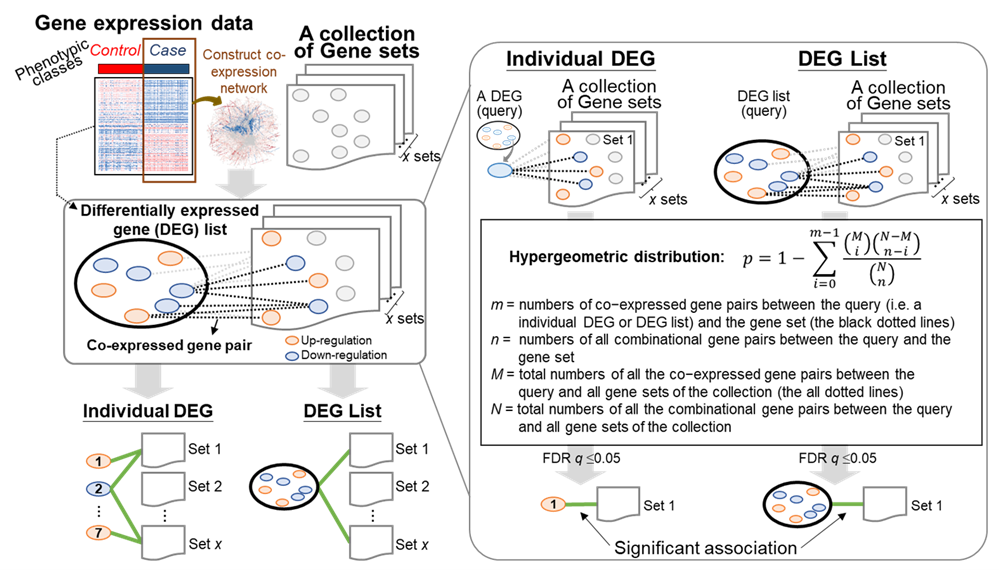 Gene expression data
Phenotypic
classes
Control
Case
Construct co-
expression
network
A collection
of Gene sets
x sets
Differentially expressed
gene (DEG) list
x sets
Co-expressed gene pair
Up-regulation
Down-regulation
Individual DEG
1
2
⋮
7
Set 1
Set 2
⋮
Set x
DEG List
Set 1
Set 2
⋮
Set x
Individual DEG
A DEG
(query)
A collection
of Gene sets
Set 1
x sets
DEG List
DEG list
(query)
A collection
of Gene sets
Set 1
x sets
Hypergeometric distribution: p = 1 − ∑_{i=0}^{m−1} \frac{\binom{M}{i}\binom{N−M}{n−i}}{\binom{N}{n}}
m = numbers of co−expressed gene pairs between the query (i.e. a
individual DEG or DEG list) and the gene set (the black dotted lines)
n = numbers of all combinational gene pairs between the query and the
gene set
M = total numbers of all the co−expressed gene pairs between the
query and all gene sets of the collection (the all dotted lines)
N = total numbers of all the combinational gene pairs between the query
and all gene sets of the collection
FDR q ≤0.05
FDR q ≤0.05
1
Set 1
Set 1
Significant association